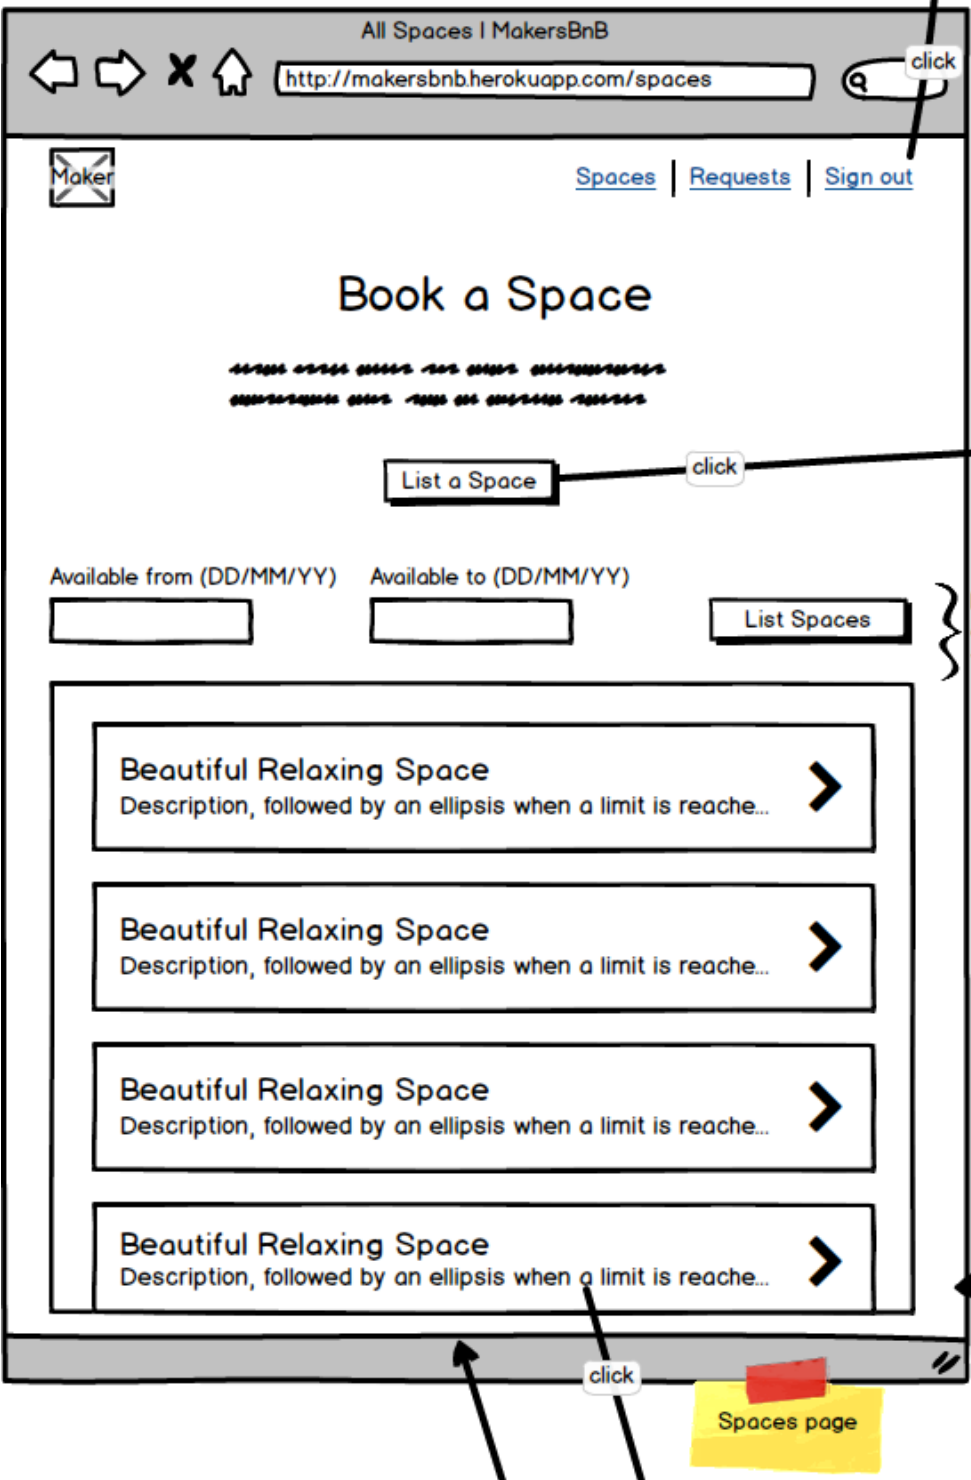 All Spaces | MakersBnB
http://makersbnb.herokuapp.com/spaces
click
Maker
Spaces | Requests | Sign out
Book a Space
List a Space
click
Available from (DD/MM/YY)
Available to (DD/MM/YY)
List Spaces
Beautiful Relaxing Space
Description, followed by an ellipsis when a limit is reache...
Beautiful Relaxing Space
Description, followed by an ellipsis when a limit is reache...
Beautiful Relaxing Space
Description, followed by an ellipsis when a limit is reache...
Beautiful Relaxing Space
Description, followed by an ellipsis when a limit is reache...
click
Spaces page